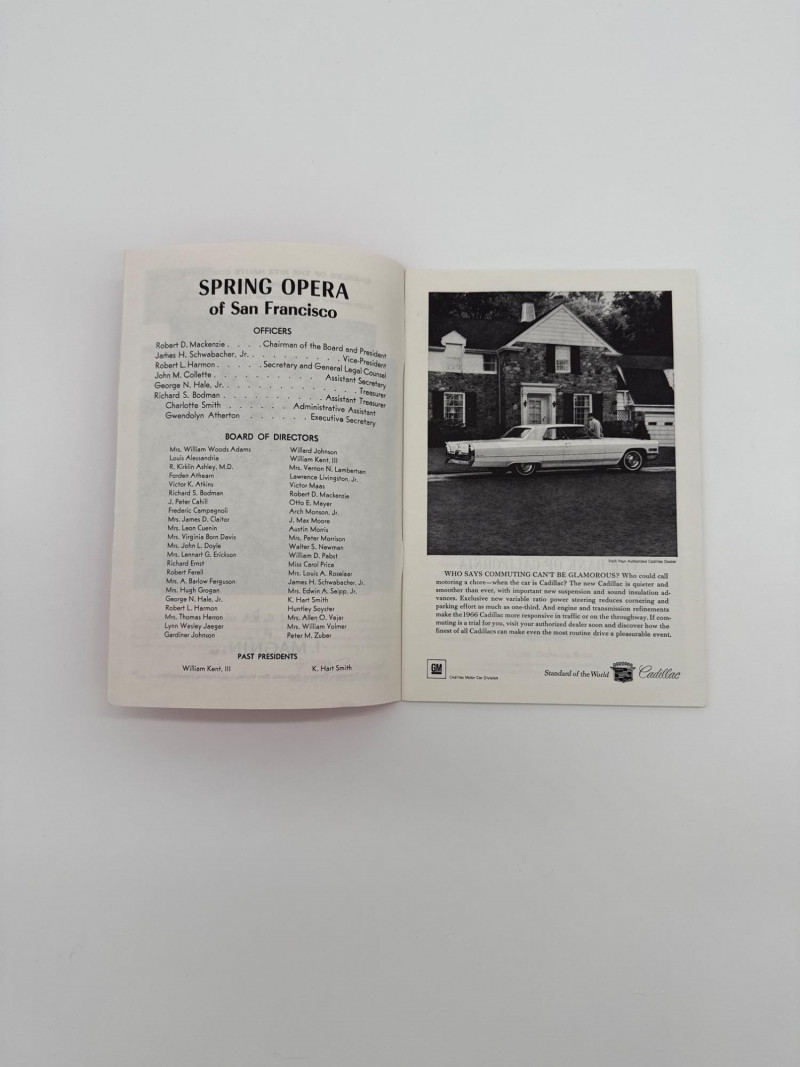 SPRING OPERA
of San Francisco
OFFICERS
Robert D. Mackenzie . . . . Chairman of the Board and President
James H. Schwabacher, Jr. . . . . . . . . . Vice-President
Robert L. Harmon . . . . . Secretary and General Legal Counsel
John M. Collette . . . . . . . . . . Assistant Secretary
George N. Hale, Jr. . . . . . . . . . . . . Treasurer
Richard S. Bodman . . . . . . . . . Assistant Treasurer
Charlotte Smith . . . . . . Administrative Assistant
Gwendolyn Atherton . . . . . . Executive Secretary
BOARD OF DIRECTORS
Mrs. William Woods Adams
Louis Alessandria
R. Kirklin Ashley, M.D.
Forden Athearn
Victor K. Atkins
Richard S. Bodman
J. Peter Cahill
Frederic Campagnoli
Mrs. James D. Claitor
Mrs. Leon Cuenin
Mrs. Virginia Born Davis
Mrs. John L. Doyle
Mrs. Lennart G. Erickson
Richard Ernst
Robert Ferell
Mrs. A. Barlow Ferguson
Mrs. Hugh Grogan
George N. Hale, Jr.
Robert L. Harmon
Mrs. Thomas Herron
Lynn Wesley Jaeger
Gardiner Johnson
Willard Johnson
William Kent, III
Mrs. Vernon N. Lambertsen
Lawrence Livingston, Jr.
Victor Maas
Robert D. Mackenzie
Otto E. Meyer
Arch Monson, Jr.
J. Max Moore
Austin Morris
Mrs. Peter Morrison
Walter S. Newman
William D. Pabst
Miss Carol Price
Mrs. Louis A. Roselaar
James H. Schwabacher, Jr.
Mrs. Edwin A. Seipp, Jr.
K. Hart Smith
Huntley Soyster
Mrs. Allen O. Vejar
Mrs. William Volmer
Peter M. Zuber
PAST PRESIDENTS
William Kent, III K. Hart Smith
Visit Your Authorized Cadillac Dealer
WHO SAYS COMMUTING CAN'T BE GLAMOROUS? Who could call
motoring a chore—when the car is Cadillac? The new Cadillac is quieter and
smoother than ever, with important new suspension and sound insulation ad-
vances. Exclusive new variable ratio power steering reduces cornering and
parking effort as much as one-third. And engine and transmission refinements
make the 1966 Cadillac more responsive in traffic or on the throughway. If com-
muting is a trial for you, visit your authorized dealer soon and discover how the
finest of all Cadillacs can make even the most routine drive a pleasurable event.
GM
Cadillac Motor Car Division
Standard of the World Cadillac